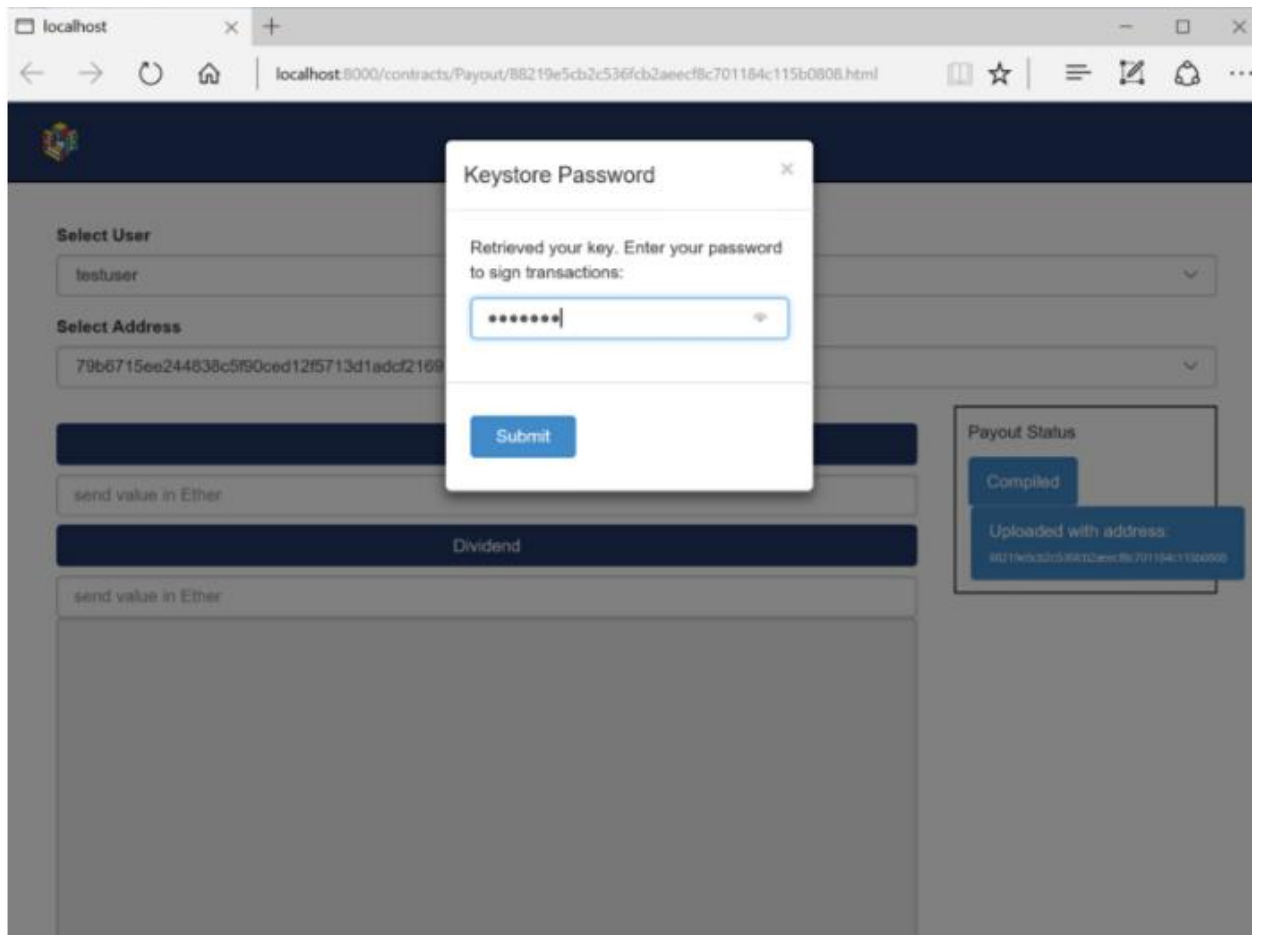 localhost
localhost:8000/contracts/Payout/88219e5cb2c536fcb2aeecf8c701184c115b0808.html
Keystore Password
Retrieved your key. Enter your password
to sign transactions:
Submit
Select User
testuser
Select Address
79b6715ee244838c5f90ced12f5713d1adcf2169
send value in Ether
Dividend
send value in Ether
Payout Status
Compiled
Uploaded with address: